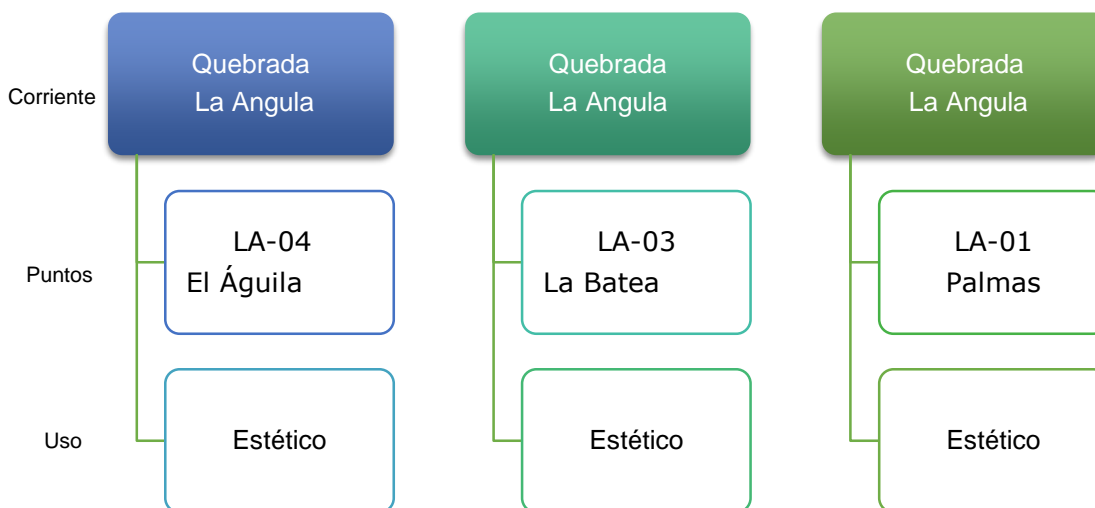 Corriente
Quebrada
La Angula
Quebrada
La Angula
Quebrada
La Angula
Puntos
LA-04
El Águila
LA-03
La Batea
LA-01
Palmas
Uso
Estético
Estético
Estético